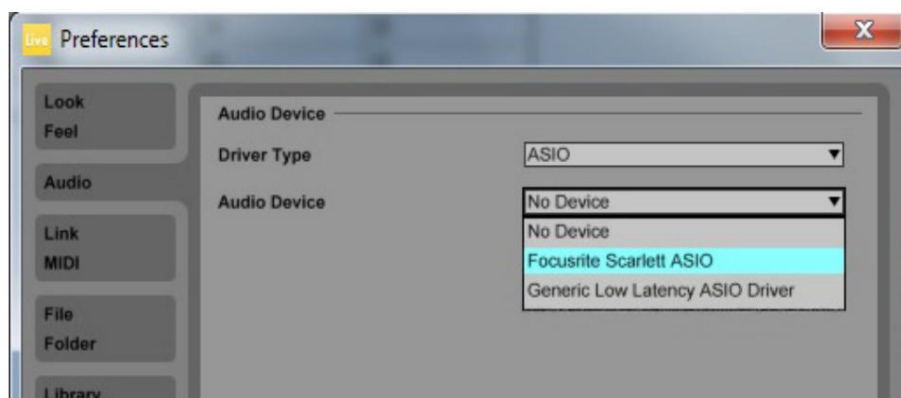 Live Preferences
Look
Feel
Audio
Link
MIDI
File
Folder
Library
Audio Device
Driver Type ASIO
Audio Device No Device
No Device
Focusrite Scarlett ASIO
Generic Low Latency ASIO Driver